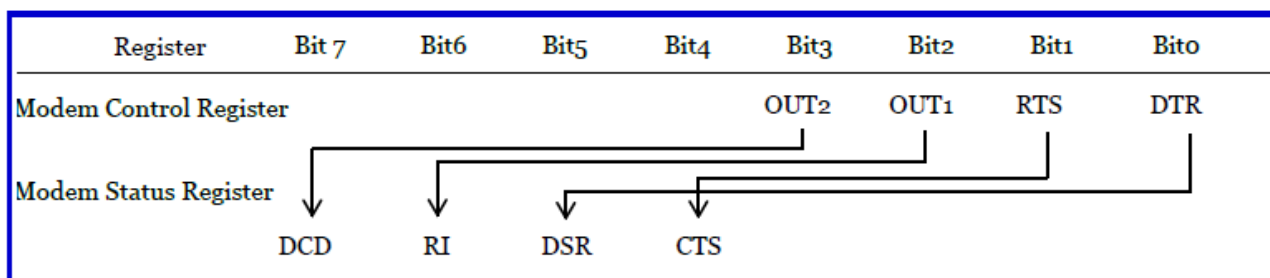 Register Bit 7 Bit6 Bit5 Bit4 Bit3 Bit2 Bit1 Bit0
Modem Control Register OUT2 OUT1 RTS DTR
Modem Status Register
DCD RI DSR CTS